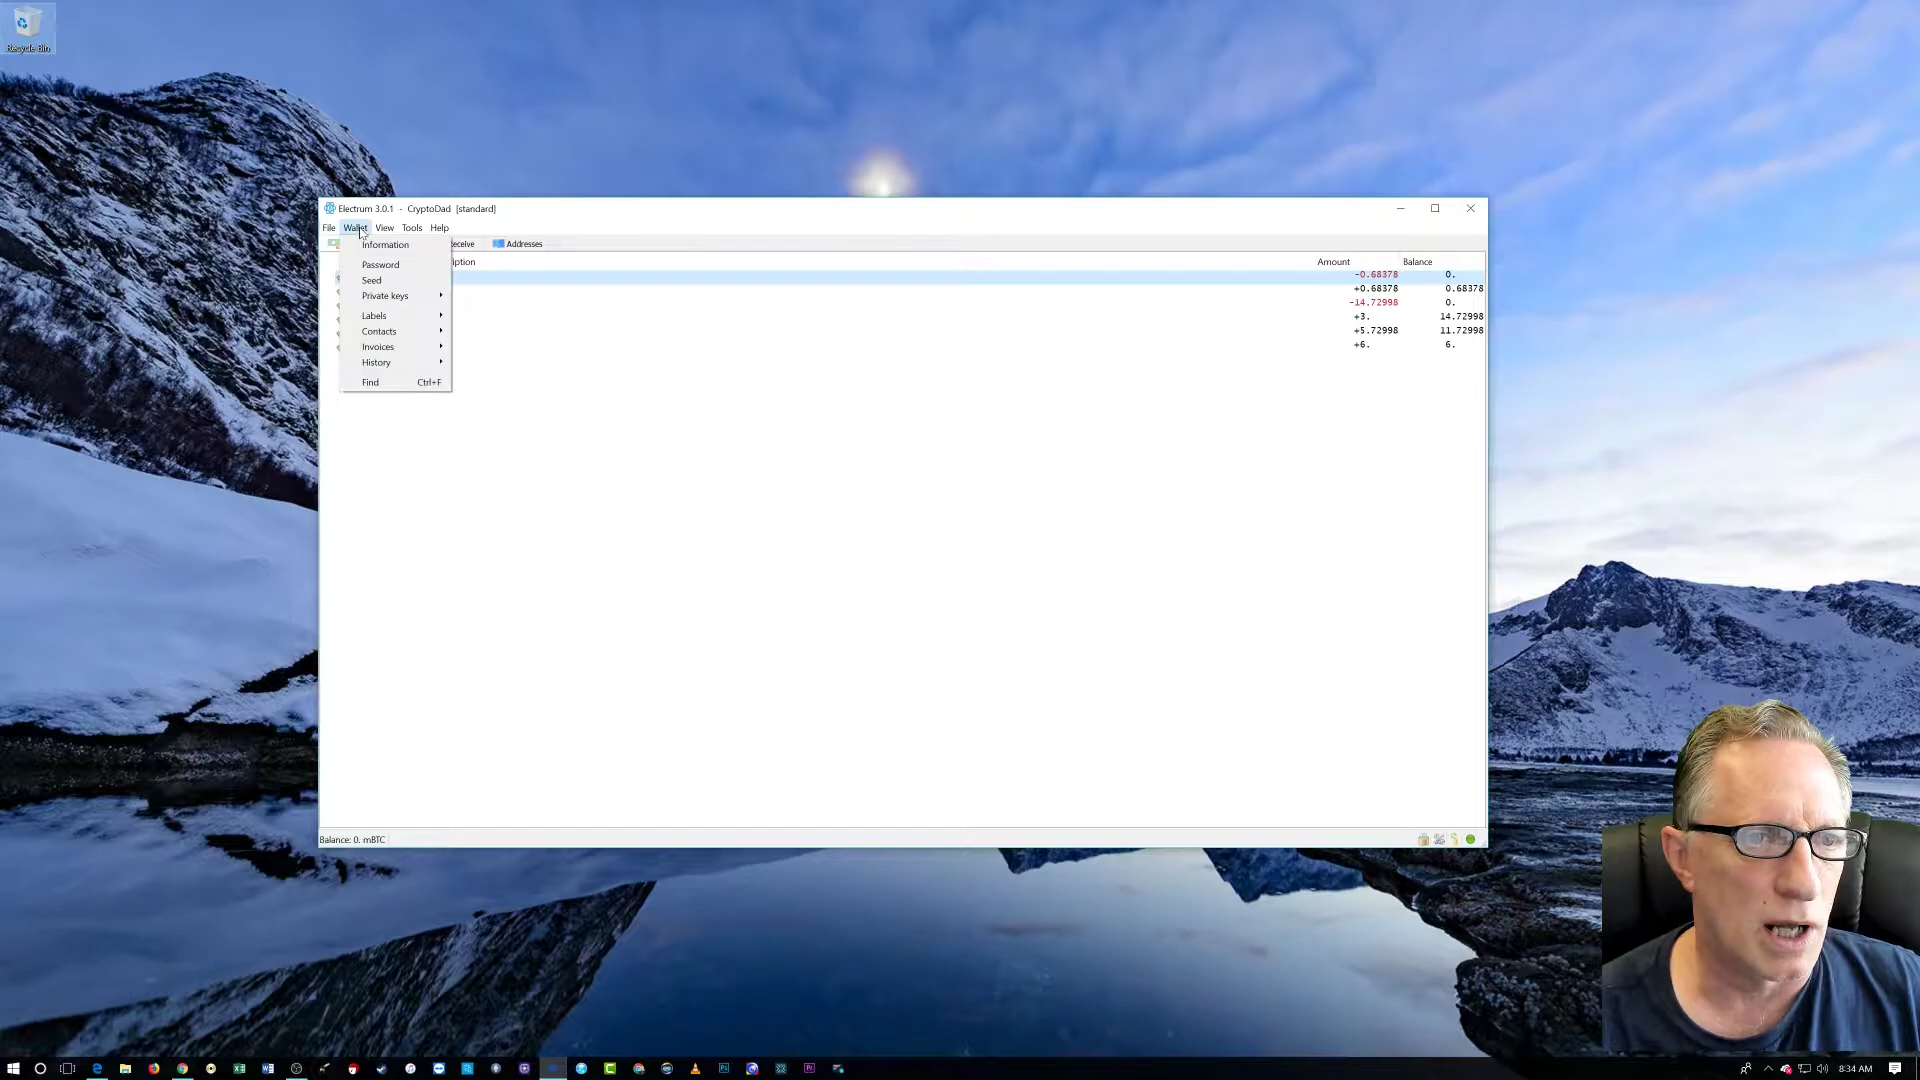 Recycle Bin
Electrum 3.0.1 - CryptoDad [standard]
File Wallet View Tools Help
Receive Addresses
Amount Balance
-0.68378 0.
+0.68378 0.68378
-14.72998 0.
+3. 14.72998
+5.72998 11.72998
+6. 6.
Information
Password
Seed
Private keys
Labels
Contacts
Invoices
History
Find Ctrl+F
Balance: 0. mBTC
8:34 AM